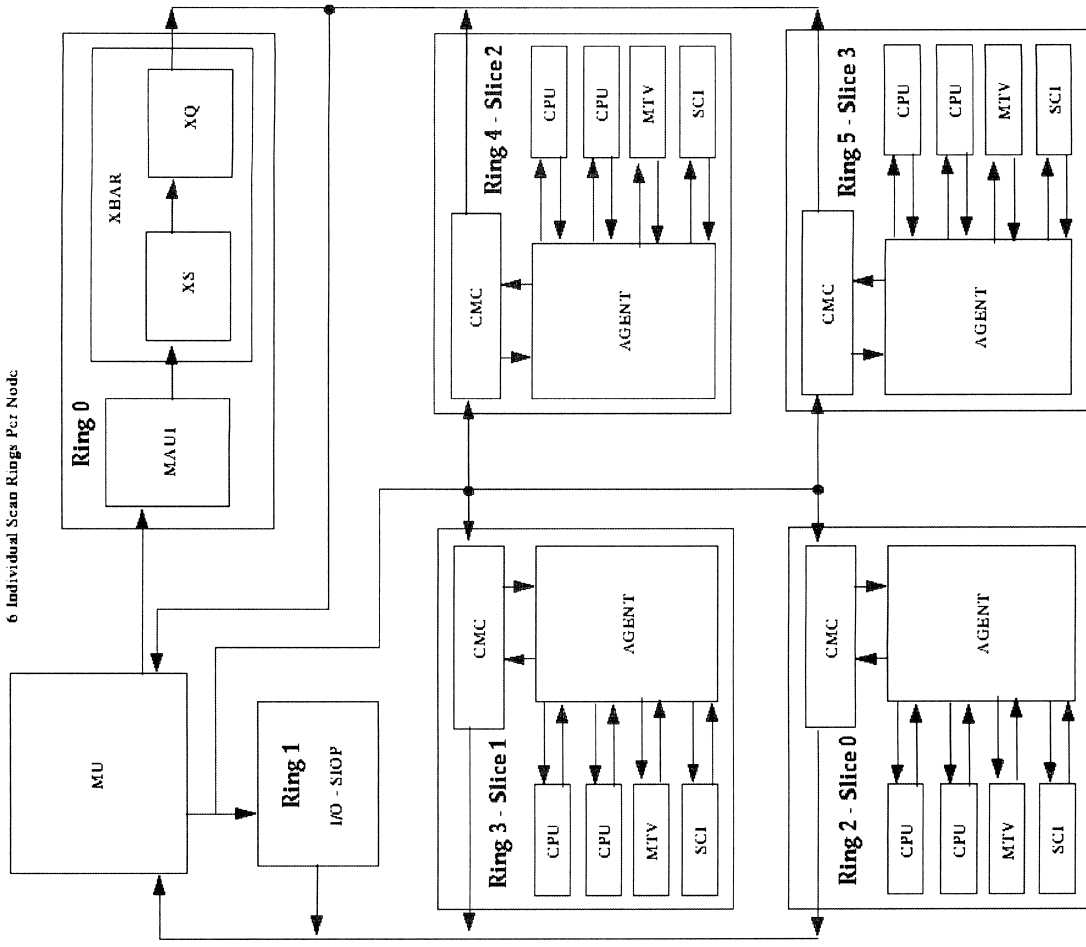 6 Individual Scan Rings Per Node
MU
Ring 0
MAUI
XBAR
XS
XQ
Ring 1
I/O - SIOP
Ring 3 - Slice 1
CMC
AGENT
CPU
CPU
MTV
SCI
Ring 4 - Slice 2
CMC
AGENT
CPU
CPU
MTV
SCI
Ring 2 - Slice 0
CMC
AGENT
CPU
CPU
MTV
SCI
Ring 5 - Slice 3
CMC
AGENT
CPU
CPU
MTV
SCI